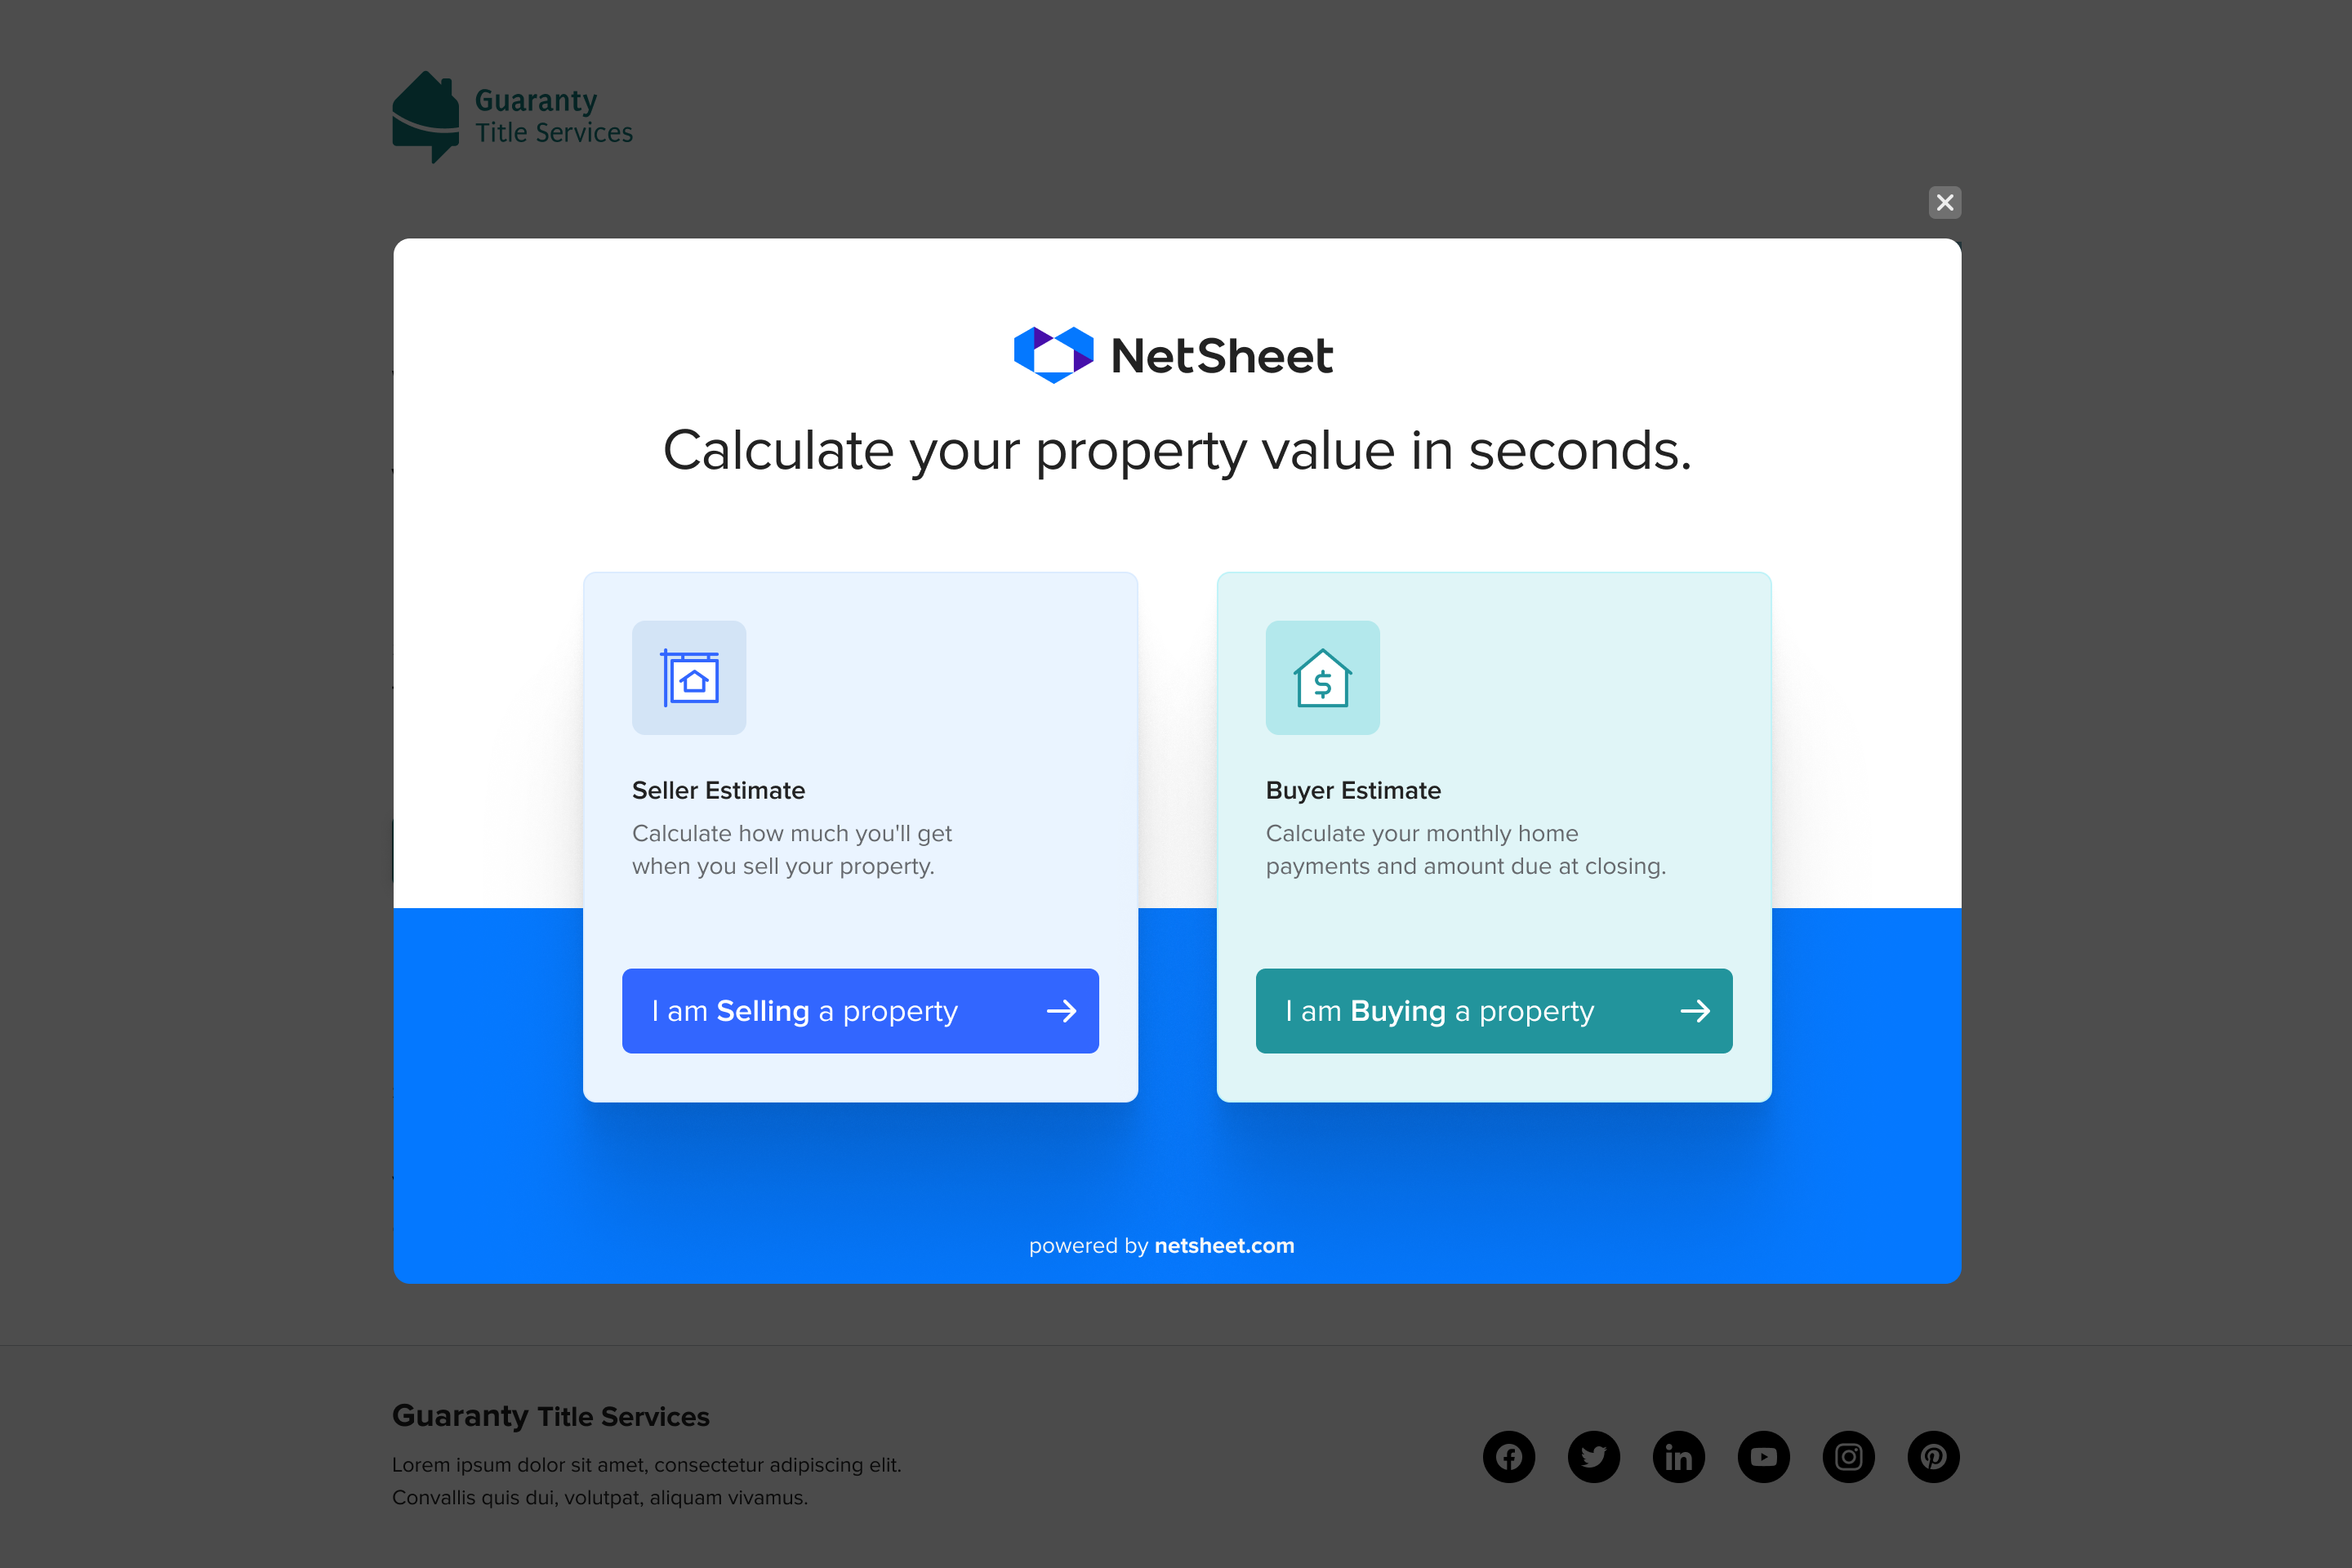 Guaranty
Title Services
NetSheet
Calculate your property value in seconds.
Seller Estimate
Calculate how much you'll get
when you sell your property.
I am Selling a property
Buyer Estimate
Calculate your monthly home
payments and amount due at closing.
I am Buying a property
powered by netsheet.com
Guaranty Title Services
Lorem ipsum dolor sit amet, consectetur adipiscing elit.
Convallis quis dui, volutpat, aliquam vivamus.